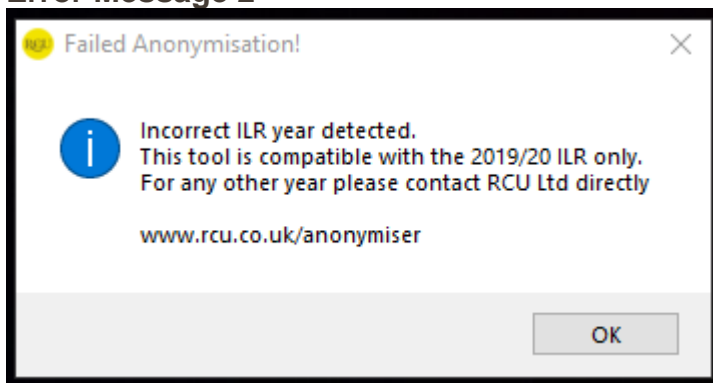 Error Message 2
RCU Failed Anonymisation!
Incorrect ILR year detected.
This tool is compatible with the 2019/20 ILR only.
For any other year please contact RCU Ltd directly
www.rcu.co.uk/anonymiser
OK